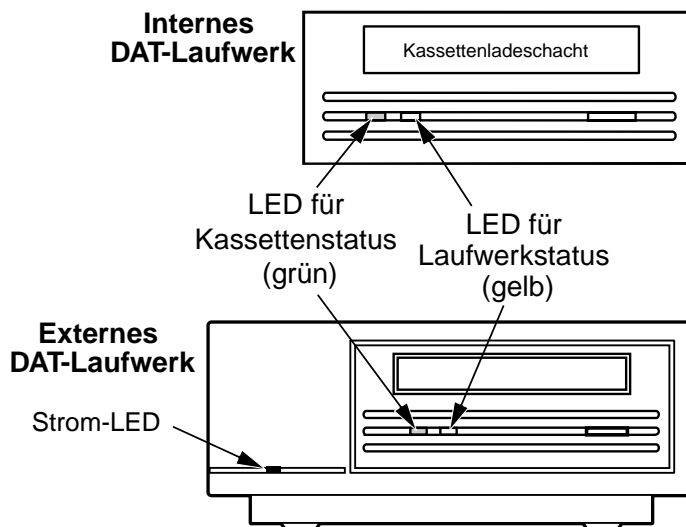 Internes
DAT-Laufwerk
Kassettenladeschacht
LED für
Kassettenstatus
(grün)
LED für
Laufwerkstatus
(gelb)
Externes
DAT-Laufwerk
Strom-LED